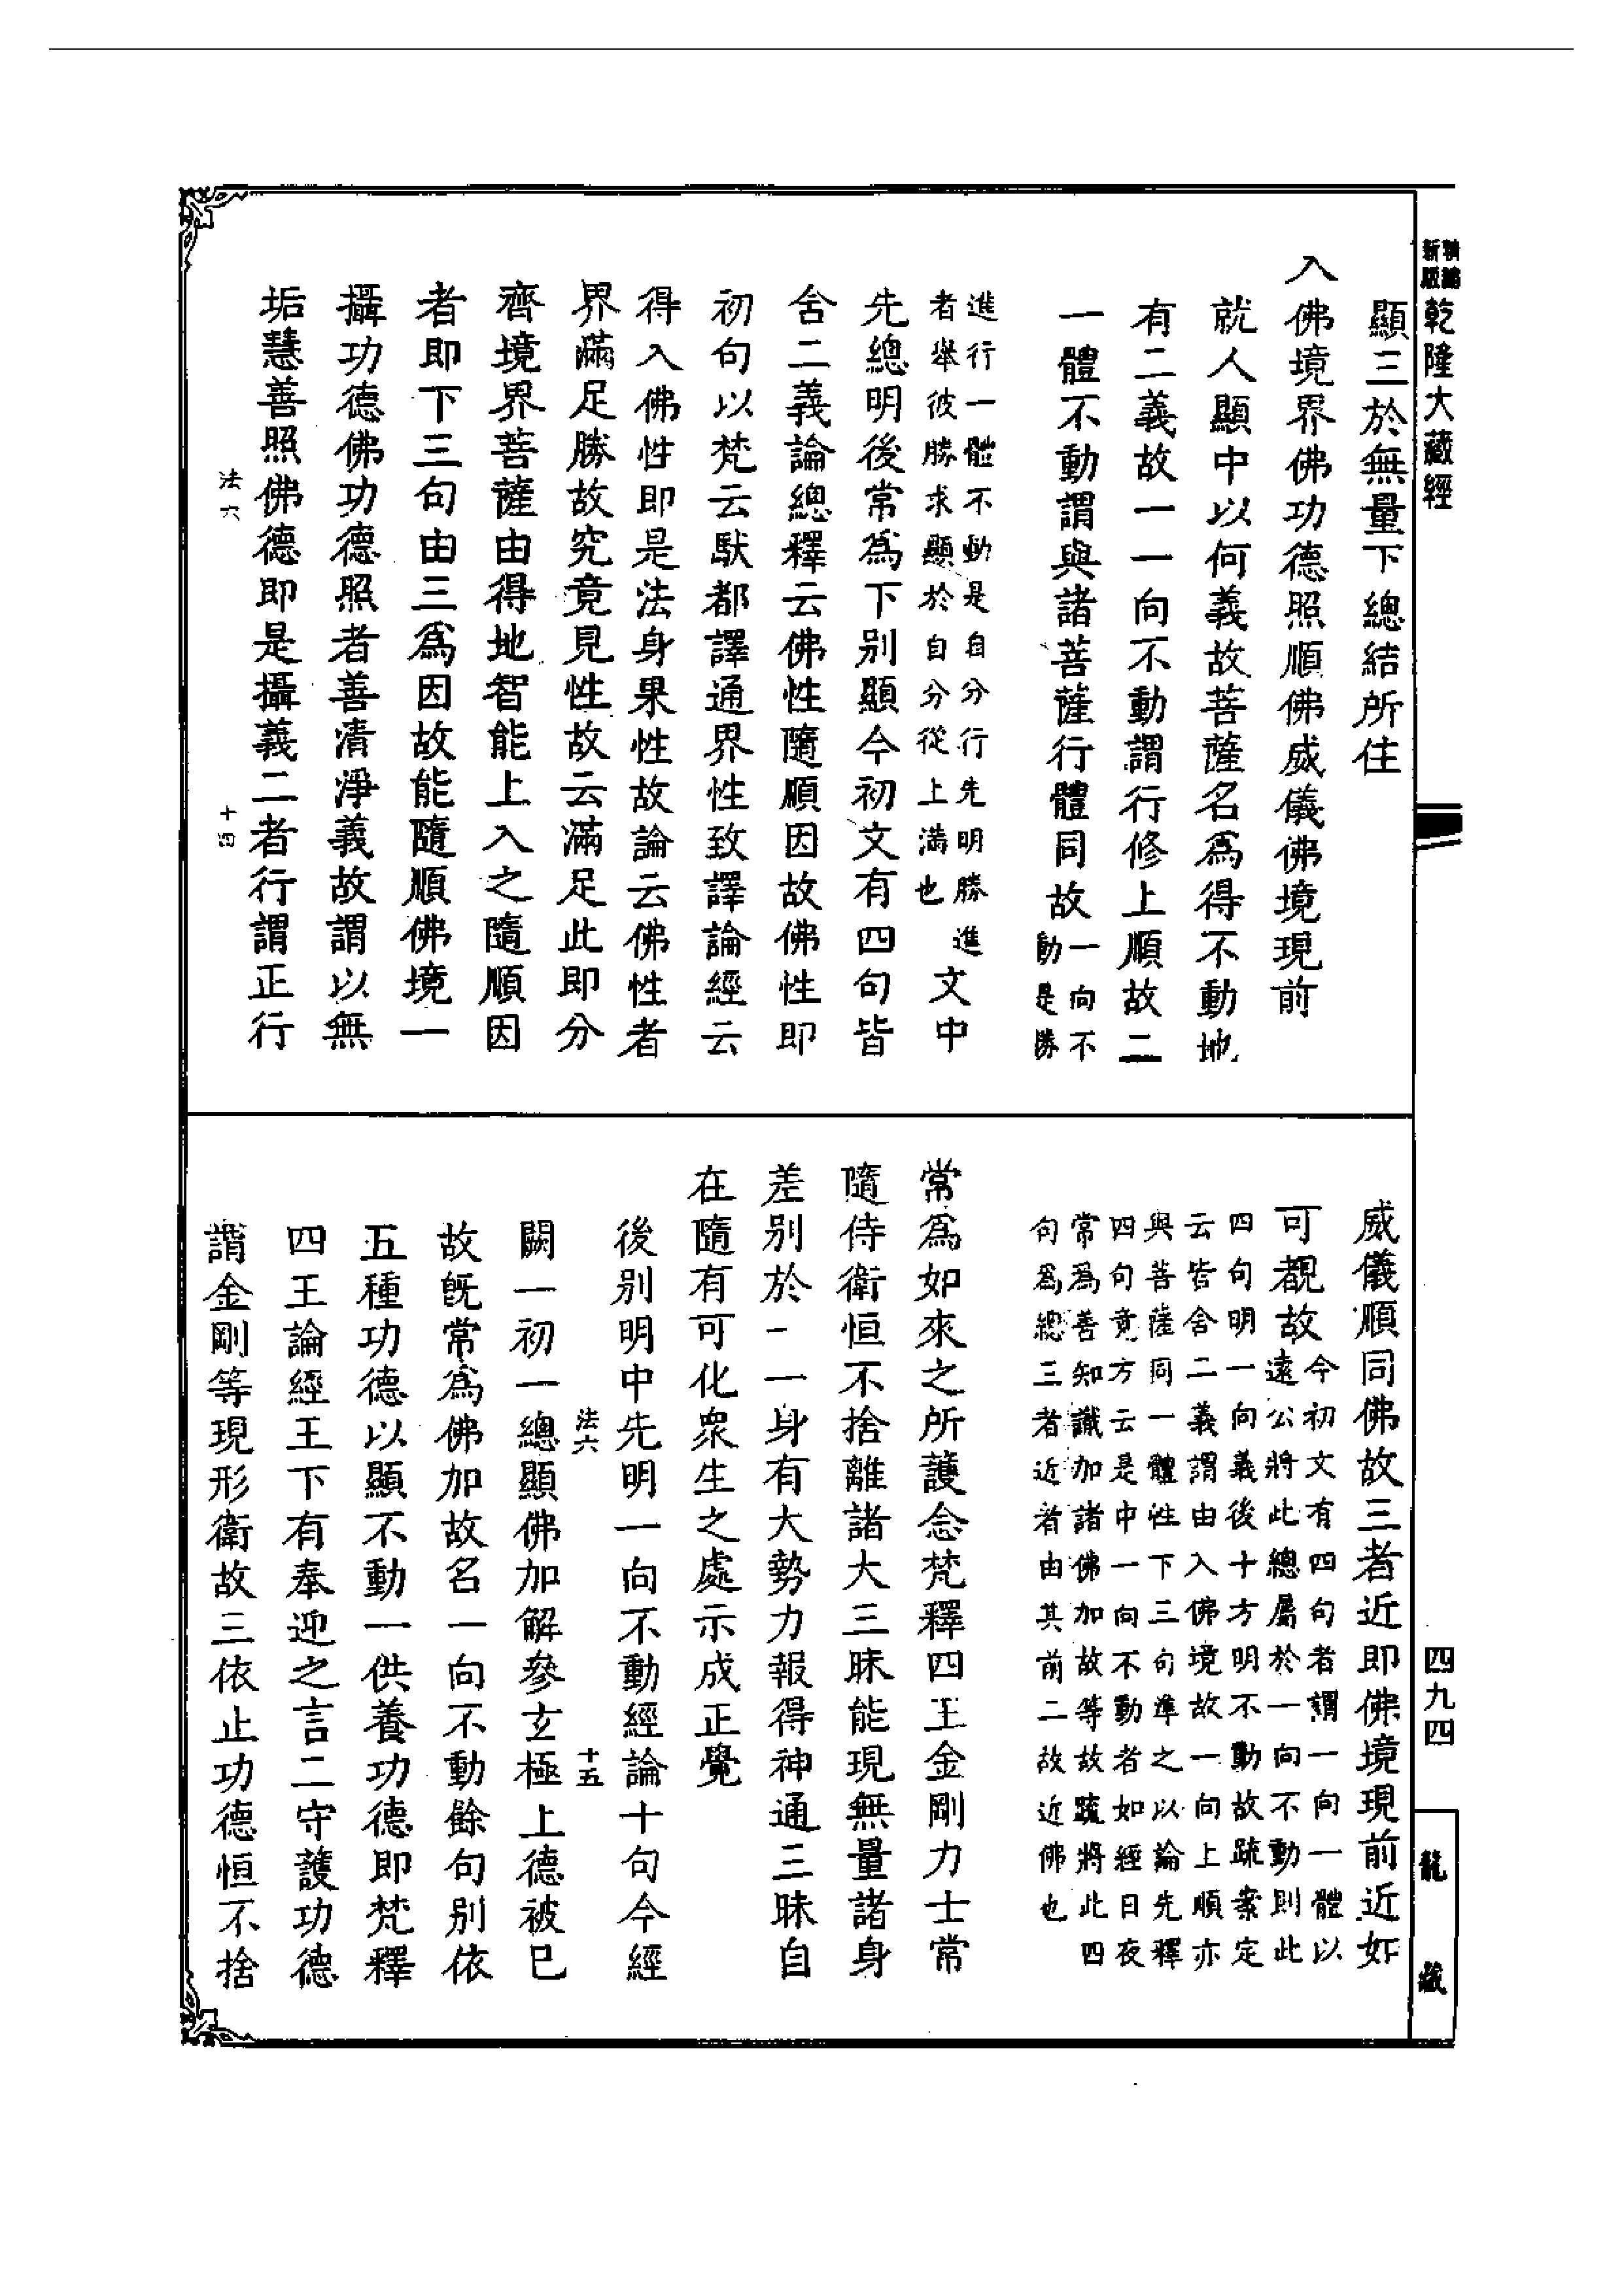 新編縮版
乾隆大藏經
顯三於無量下總結所住
入佛境界佛功德照順佛威儀佛境現前
就人顯中以何義故菩薩名爲得不動地
有二義故一一向不動謂行修上順故二
一體不動謂與諸菩薩行體同故一向不
動是勝
進行一體不動是自分行先明勝進
者舉彼勝求顯於自分從上滿也
文中
先總明後常爲下別顯今初文有四句皆
含二義論總釋云佛性隨順因故佛性即
初句以梵云馱都譯通界性致譯論經云
得入佛性即是法身果性故論云佛性者
界滿足勝故究竟見性故云滿足此即分
齊境界菩薩由得地智能上入之隨順因
者即下三句由三爲因故能隨順佛境一
攝功德佛功德照者善清淨義故謂以無
垢慧善照佛德即是攝義二者行謂正行
法六
十四
威儀順同佛故三者近即佛境現前近如
可覩故
今初文有四句者謂一向一體以
遠公將此總屬於一向不動則此
四句明一向義後十方明不動故疏案定
云皆含二義謂由入佛境故一向上順亦
與菩薩同一體性下三句準之以論先釋
四句竟方云是中一向不動者如經日夜
常爲善知識加諸佛加故等故疏將此四
句爲總三者近者由其前二故近佛也
常爲如來之所護念梵釋四王金剛力士常
隨侍衛恒不捨離諸大三昧能現無量諸身
差別於一一身有大勢力報得神通三昧自
在隨有可化衆生之處示成正覺
後別明中先明一向不動經論十句今經
法六
十五
闕一初一總顯佛加解參玄極上德被已
故旣常爲佛加故名一向不動餘句別依
五種功德以顯不動一供養功德即梵釋
四王論經王下有奉迎之言二守護功德
謂金剛等現形衛故三依止功德恒不捨
四九四
龍藏